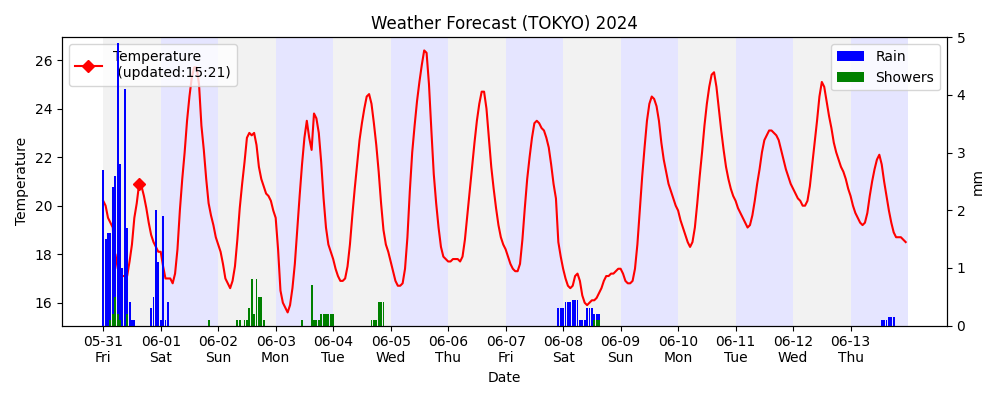 Weather Forecast (TOKYO) 2024
Temperature
(updated:15:21)
Rain
Showers
Temperature
26
24
22
20
18
16
5
4
3
2
1
0
mm
05-31 06-01 06-02 06-03 06-04 06-05 06-06 06-07 06-08 06-09 06-10 06-11 06-12 06-13
Fri Sat Sun Mon Tue Wed Thu Fri Sat Sun Mon Tue Wed Thu
Date